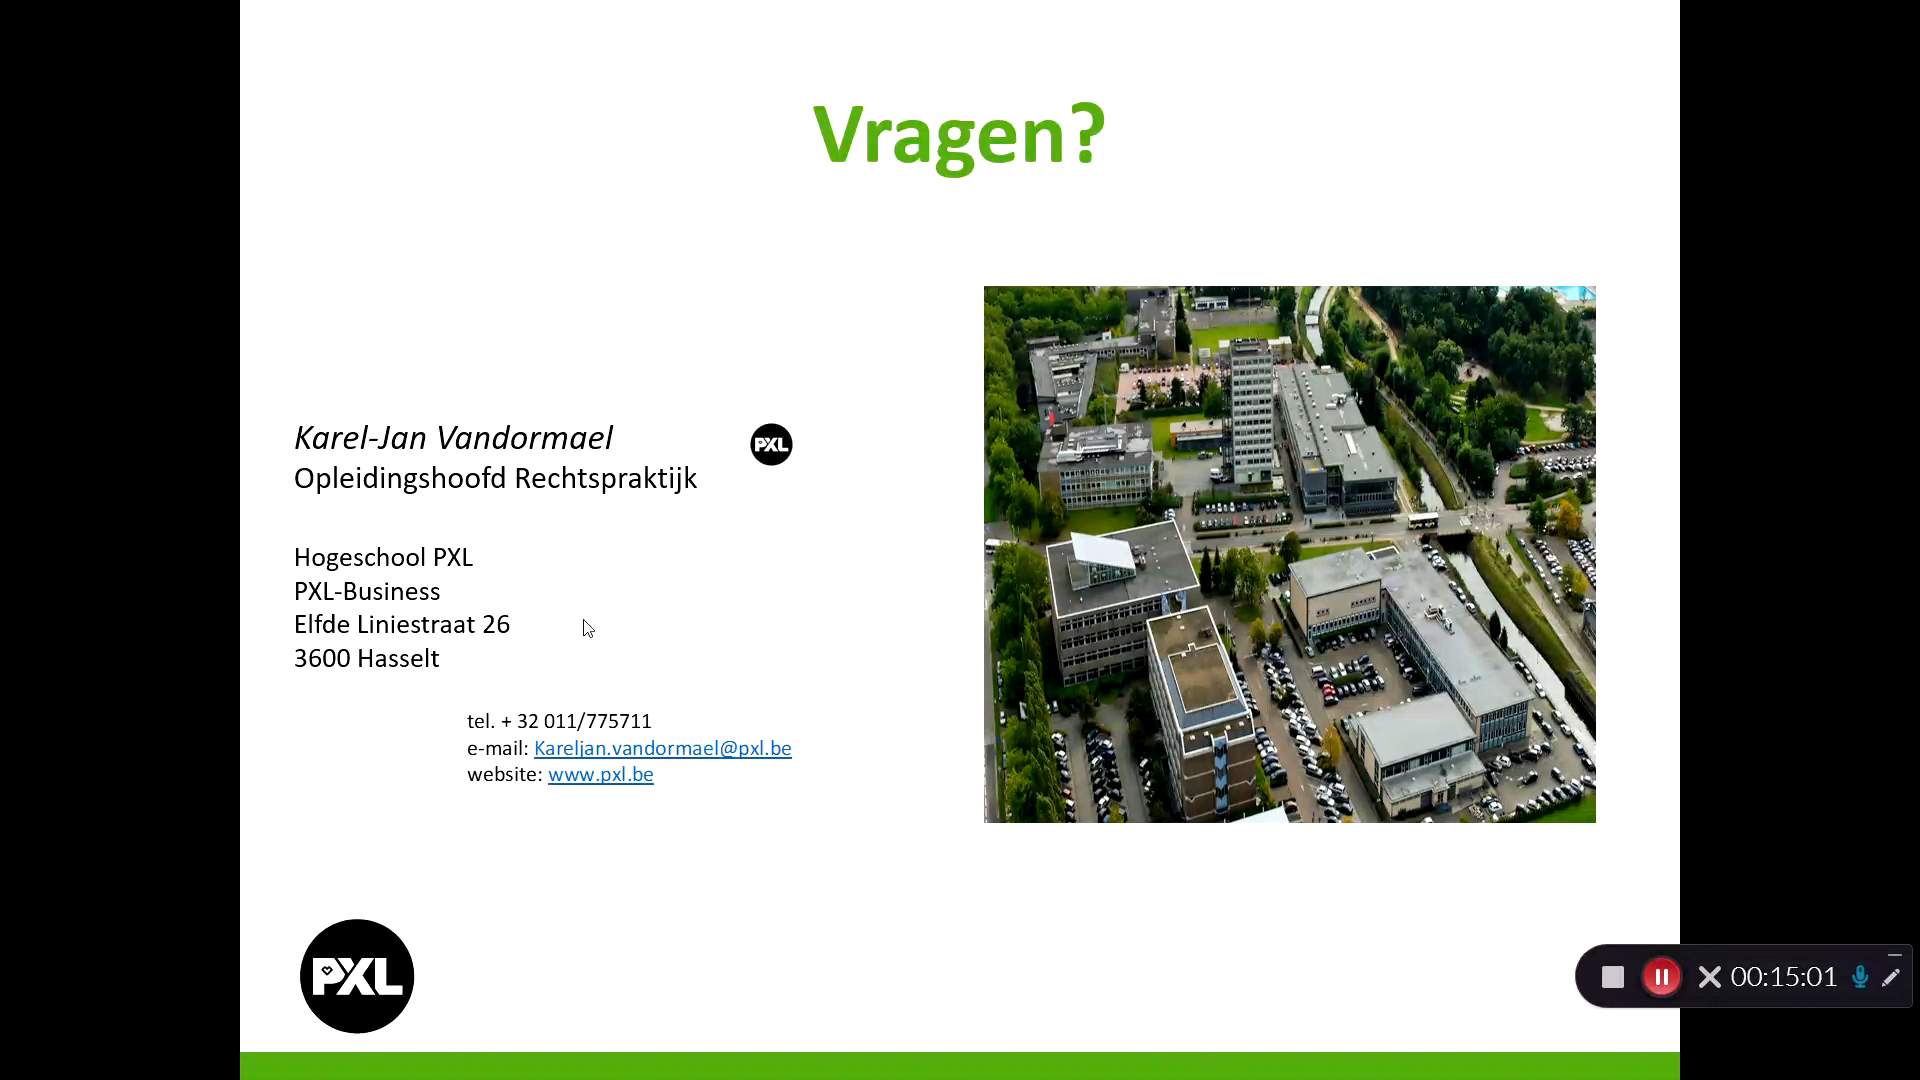 Vragen?
Karel-Jan Vandormael
PXL
Opleidingshoofd Rechtspraktijk
Hogeschool PXL
PXL-Business
Elfde Liniestraat 26
3600 Hasselt
tel. + 32 011/775711
e-mail: Kareljan.vandormael@pxl.be
website: www.pxl.be
PXL
00:15:01